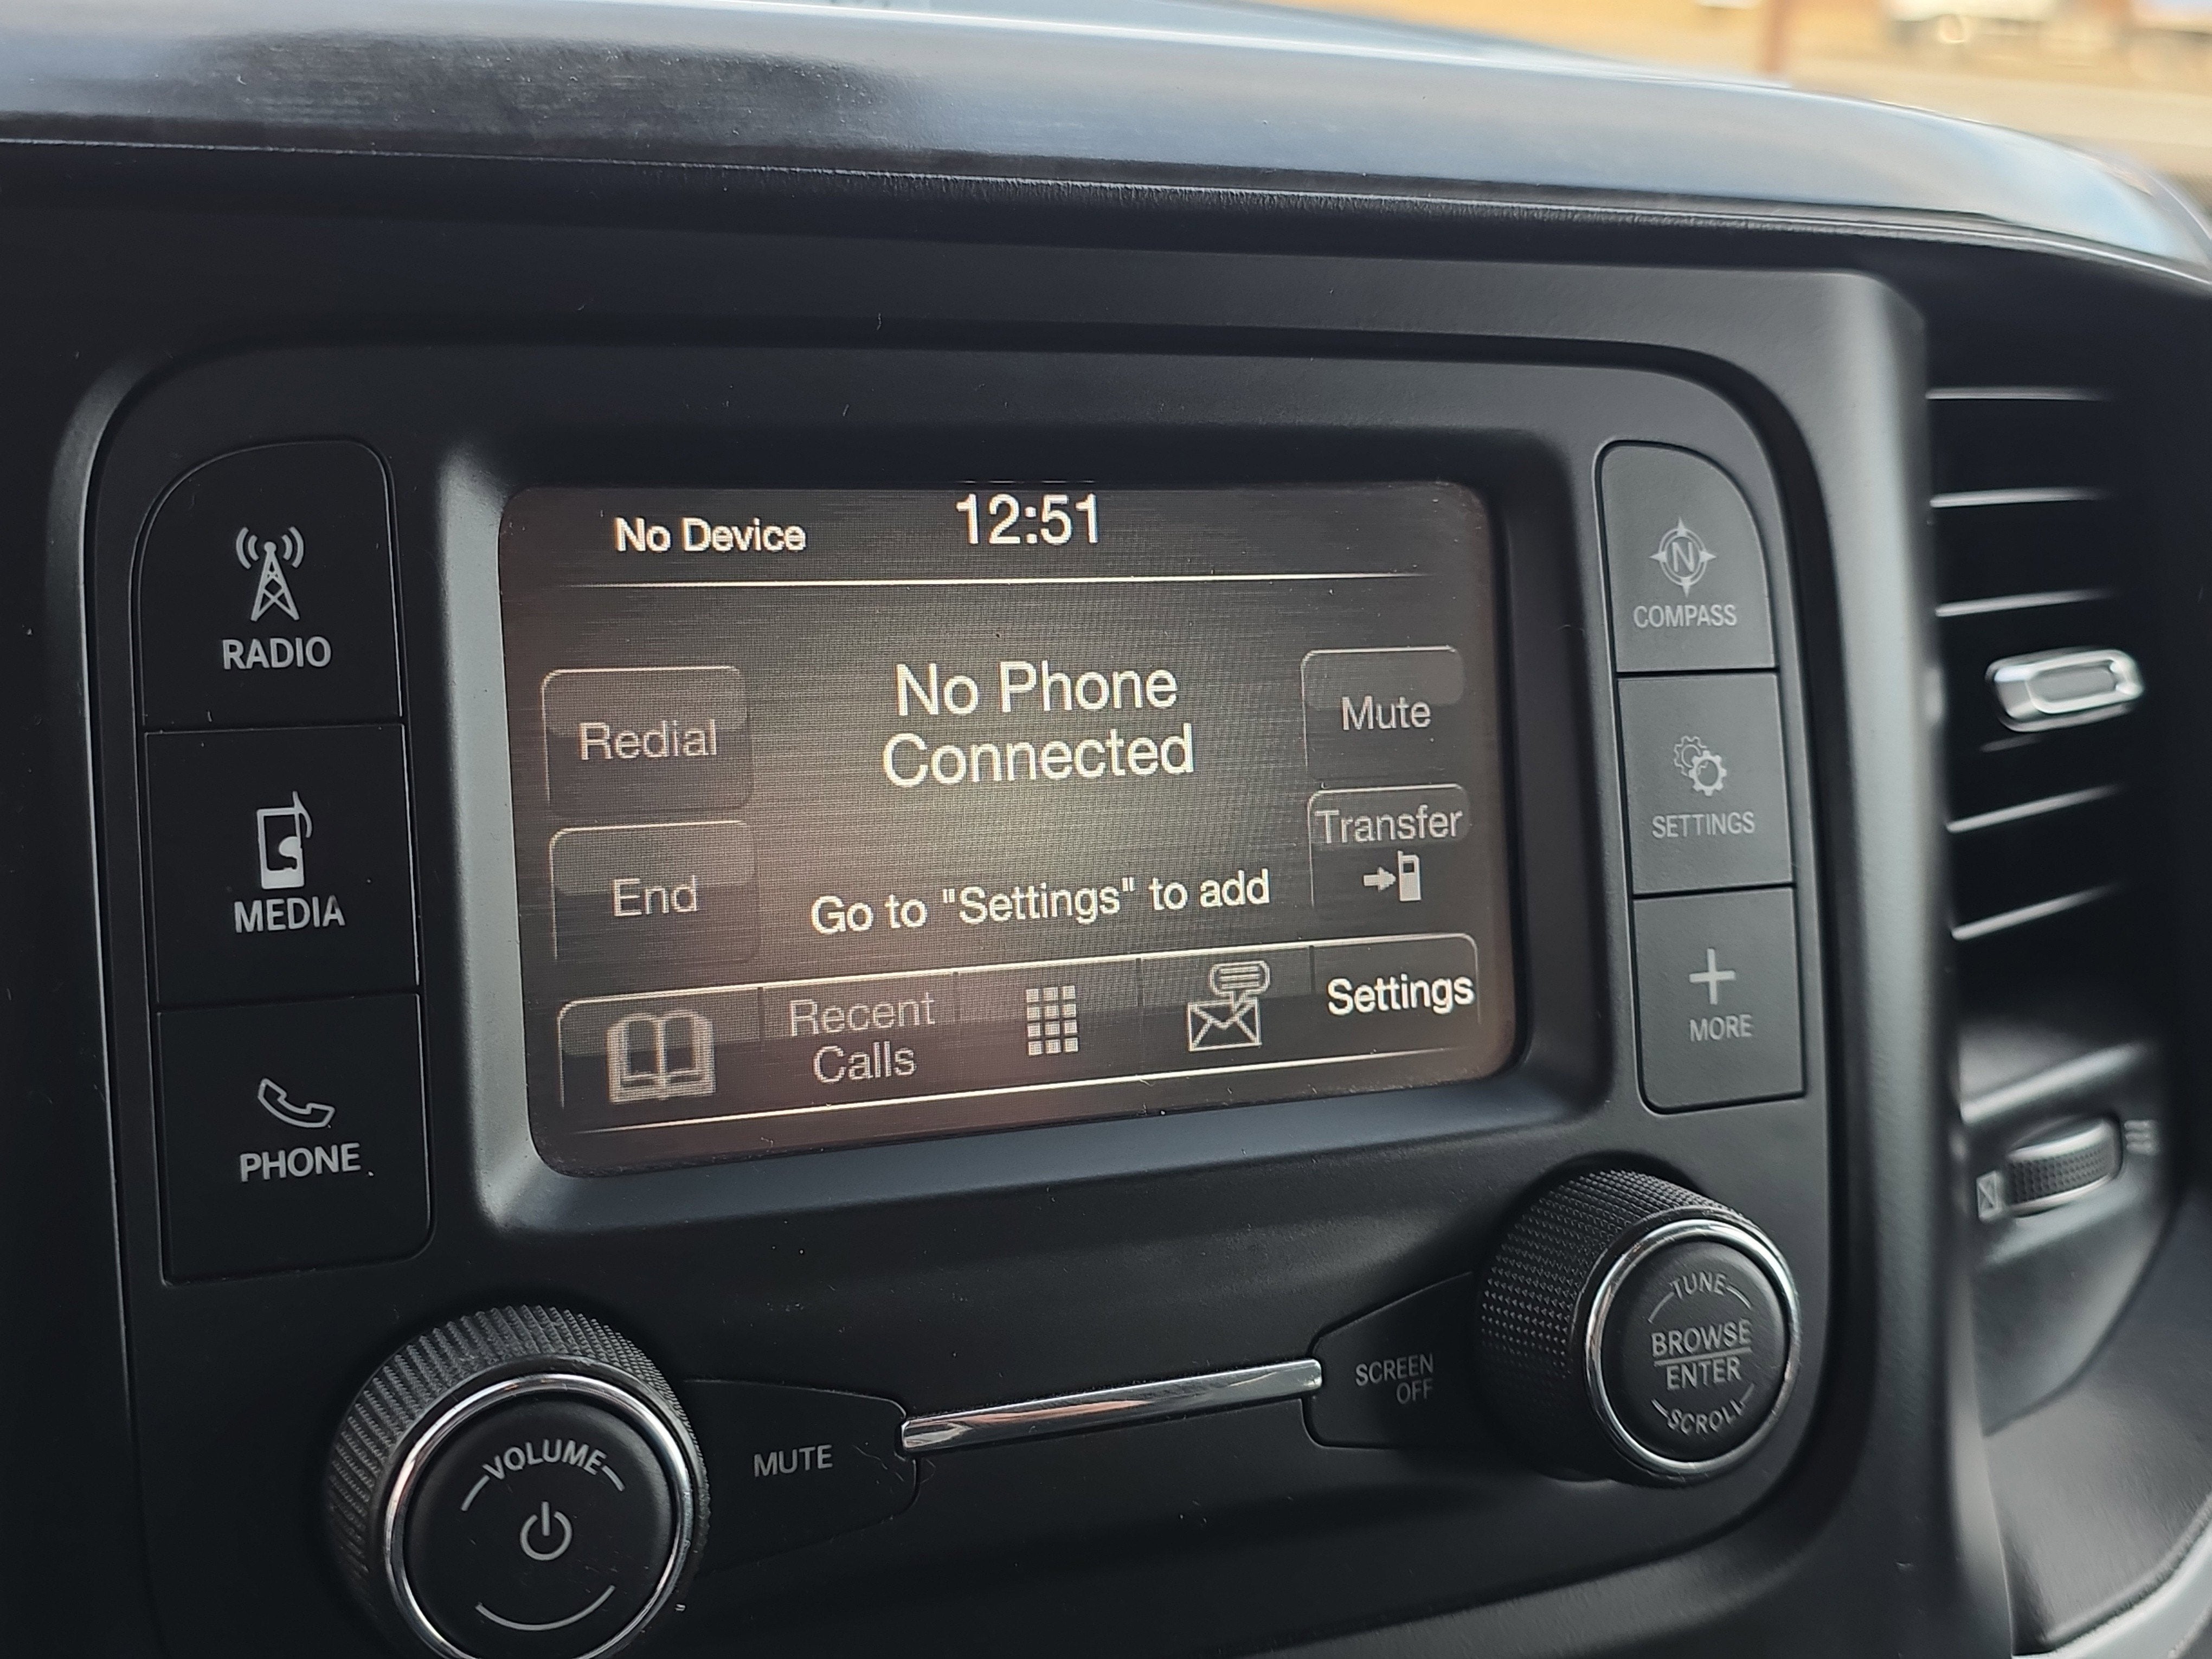 No Device
12:51
RADIO
MEDIA
PHONE
Redial
End
No Phone
Connected
Go to "Settings" to add
Mute
Transfer
Recent
Calls
Settings
N
COMPASS
SETTINGS
MORE
VOLUME
MUTE
SCREEN
OFF
TUNE
BROWSE
ENTER
SCROLL